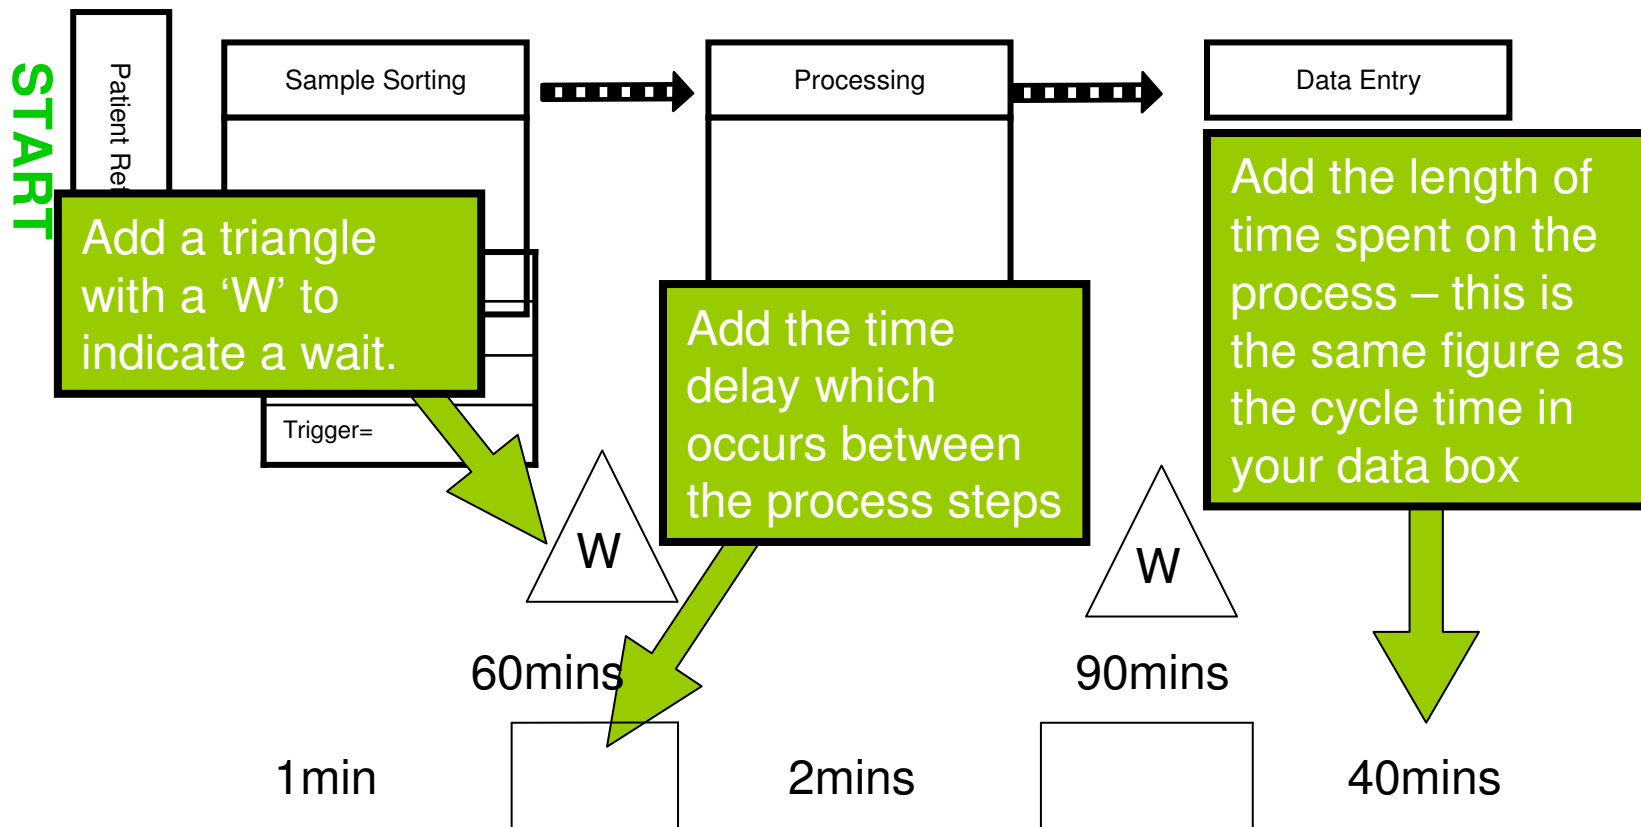 START
Patient Ref
Sample Sorting
Processing
Data Entry
Add a triangle
with a ‘W’ to
indicate a wait.
Trigger=
Add the time
delay which
occurs between
the process steps
Add the length of
time spent on the
process – this is
the same figure as
the cycle time in
your data box
W
W
60mins
90mins
1min
2mins
40mins